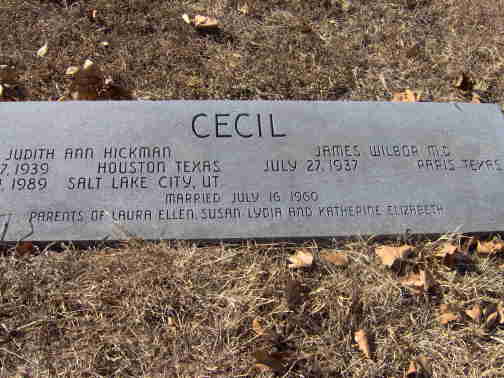 CECIL
JUDITH ANN HICKMAN JAMES WILBOR M.D.
7, 1939 HOUSTON TEXAS JULY 27, 1937 PARIS TEXAS
, 1989 SALT LAKE CITY, UT.
MARRIED JULY 16 1960
PARENTS OF LAURA ELLEN, SUSAN LYDIA AND KATHERINE ELIZABETH